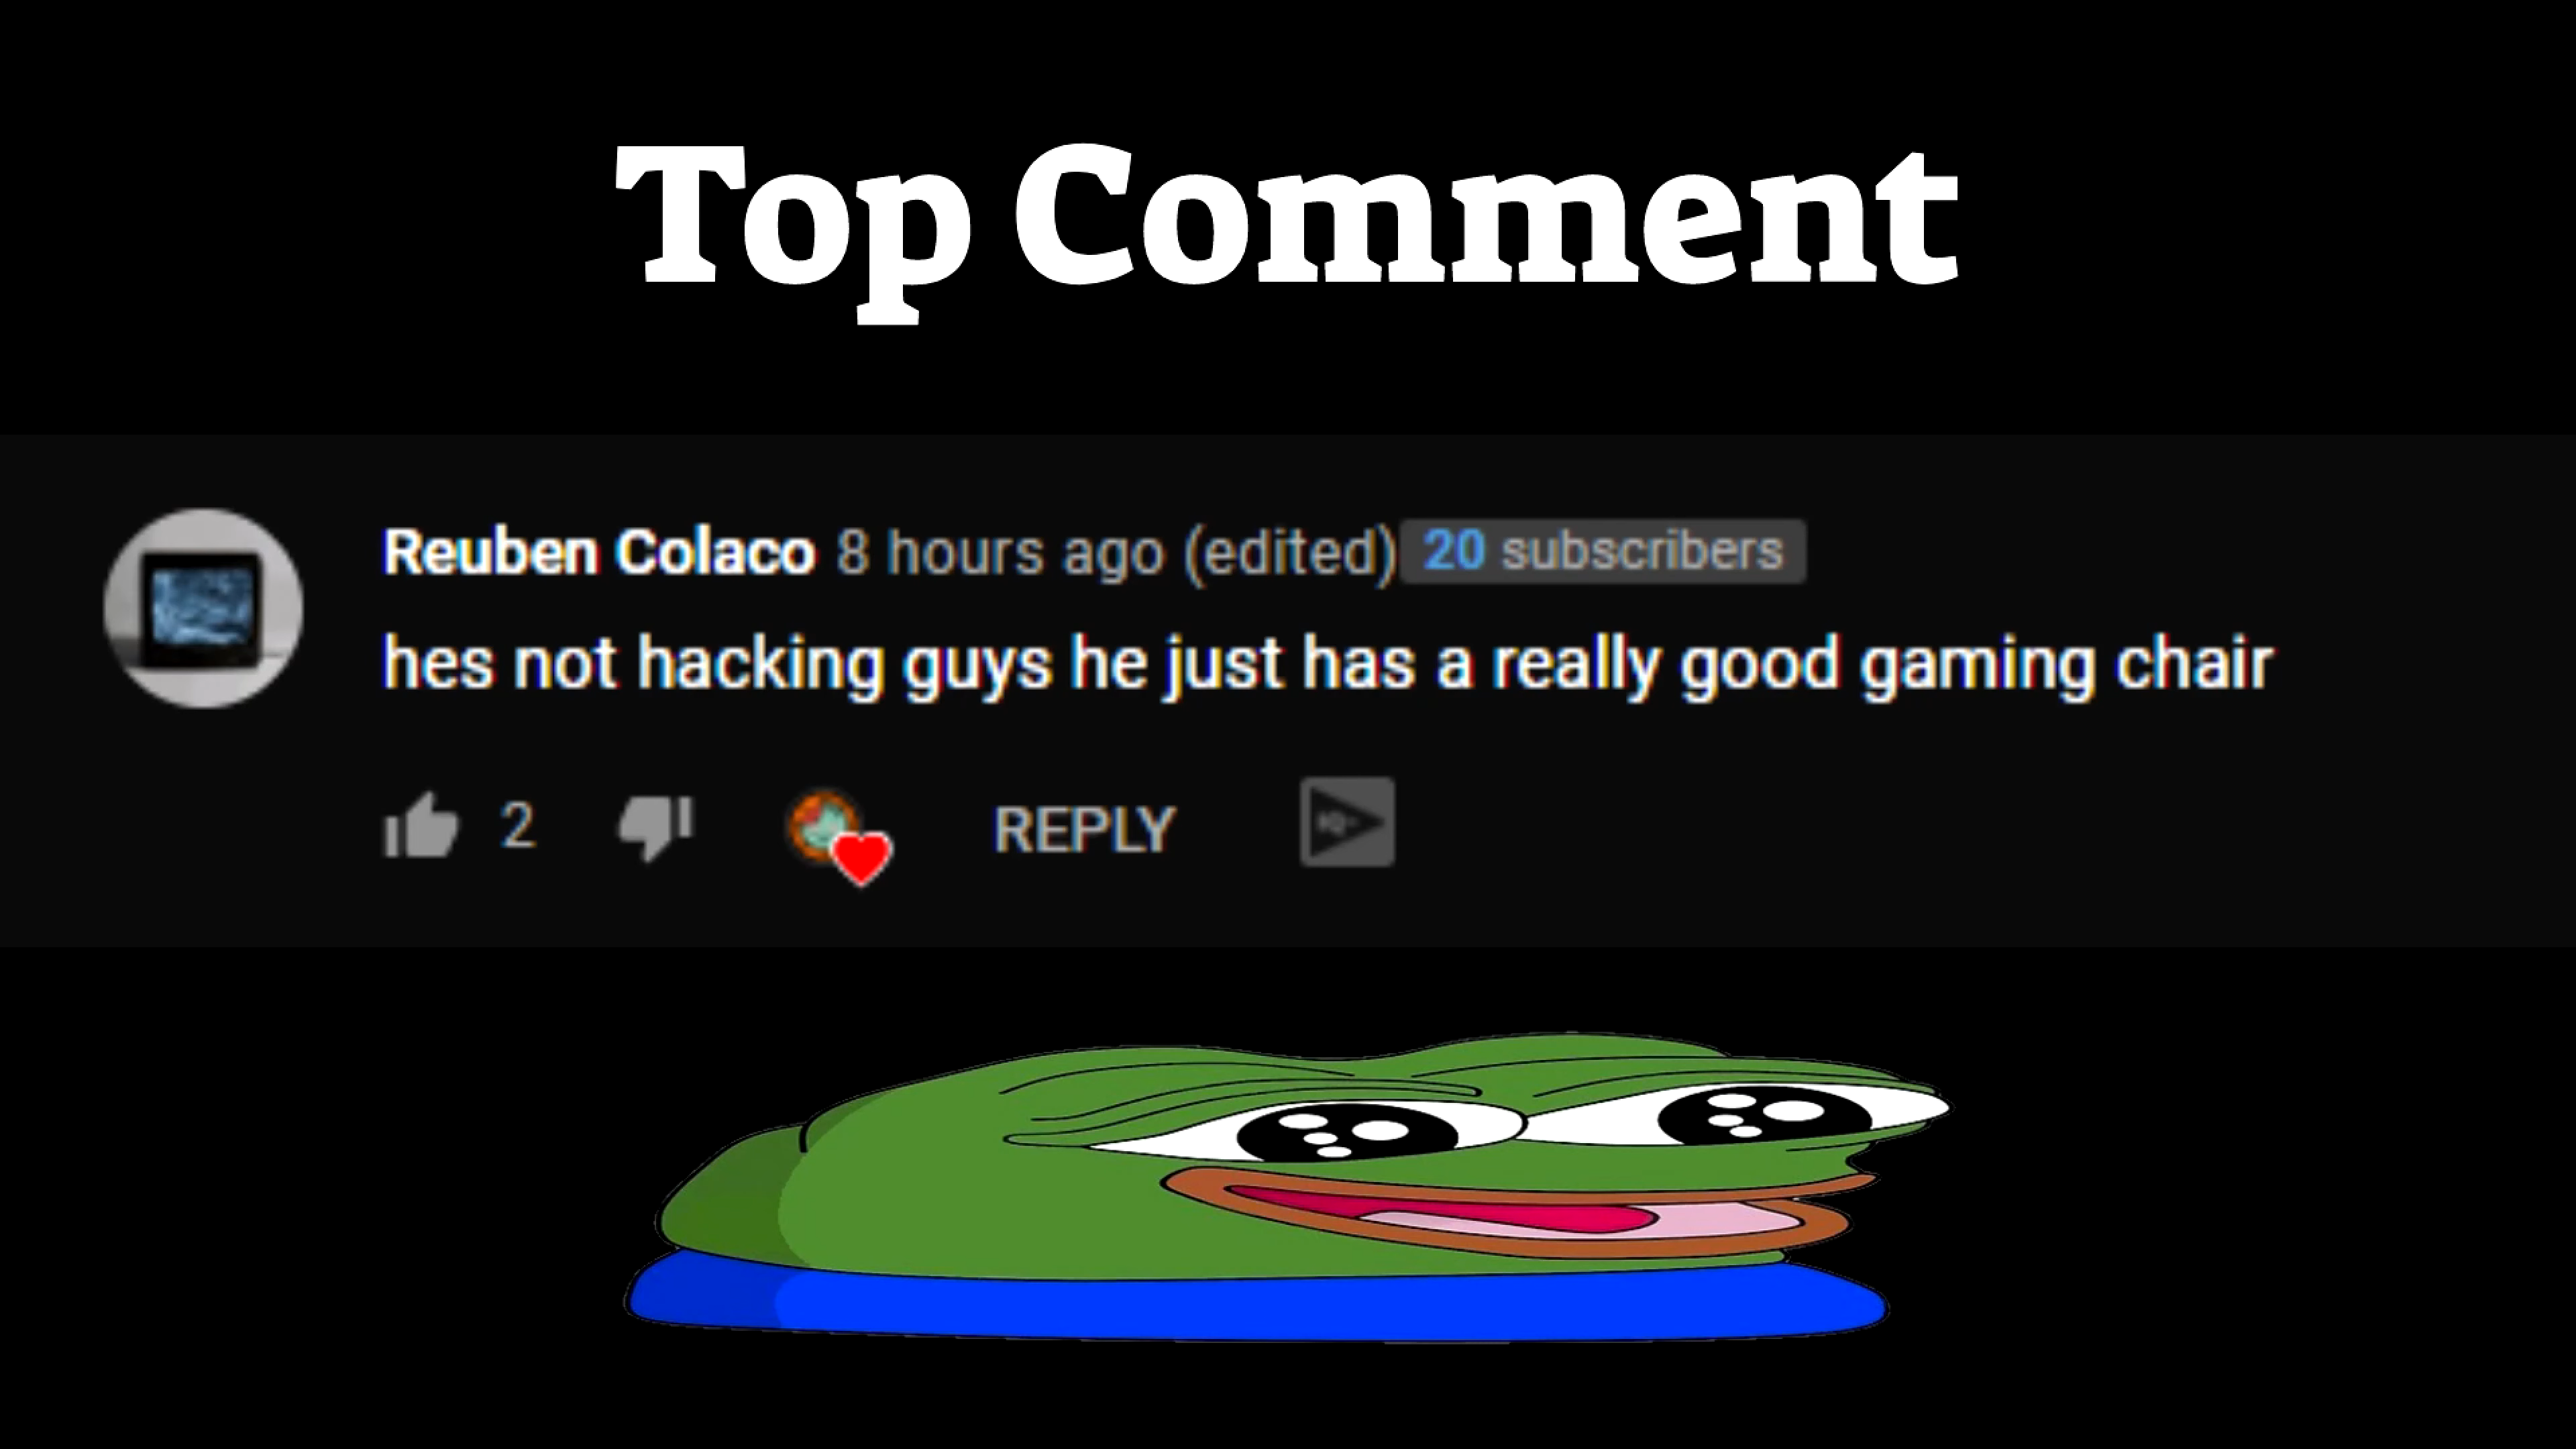 Top Comment
Reuben Colaco 8 hours ago (edited) 20 subscribers
hes not hacking guys he just has a really good gaming chair
2 REPLY